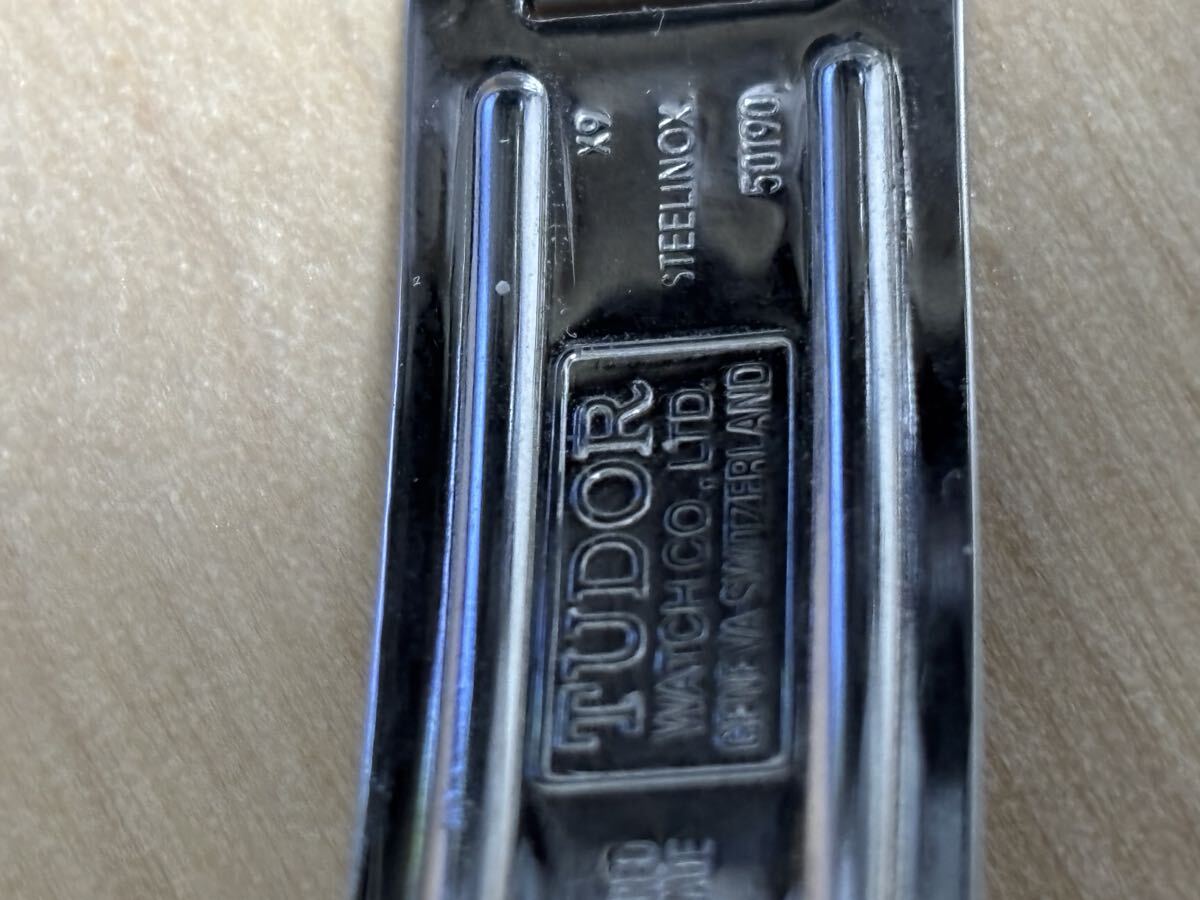 X9
STEELINOX
50190
TUDOR
WATCH CO., LTD.
GENEVA SWITZERLAND